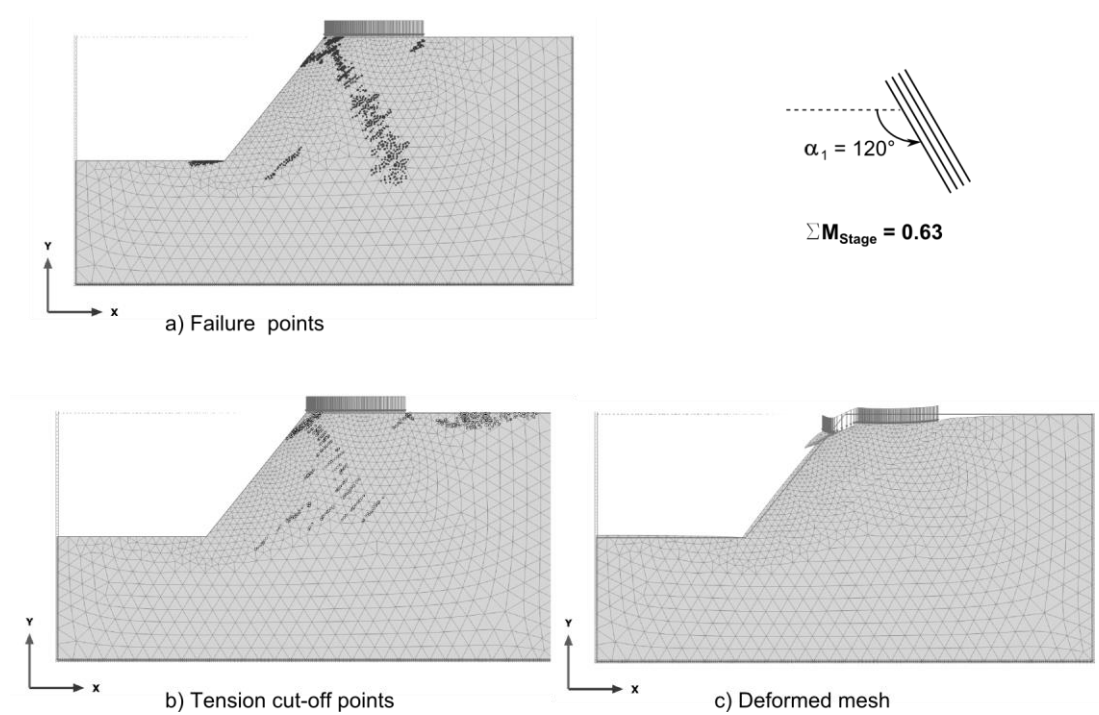 α₁ = 120°
ΣM_Stage = 0.63
Y
X
a) Failure points
Y
X
b) Tension cut-off points
Y
X
c) Deformed mesh